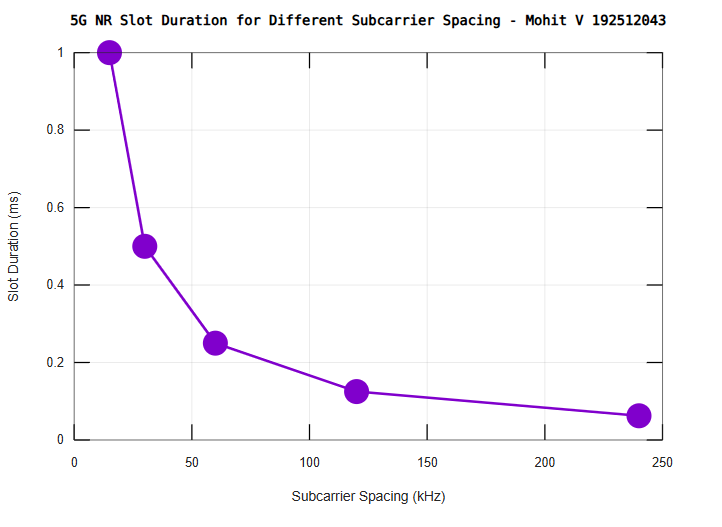 5G NR Slot Duration for Different Subcarrier Spacing - Mohit V 192512043
1
0.8
0.6
0.4
0.2
0
Slot Duration (ms)
0 50 100 150 200 250
Subcarrier Spacing (kHz)